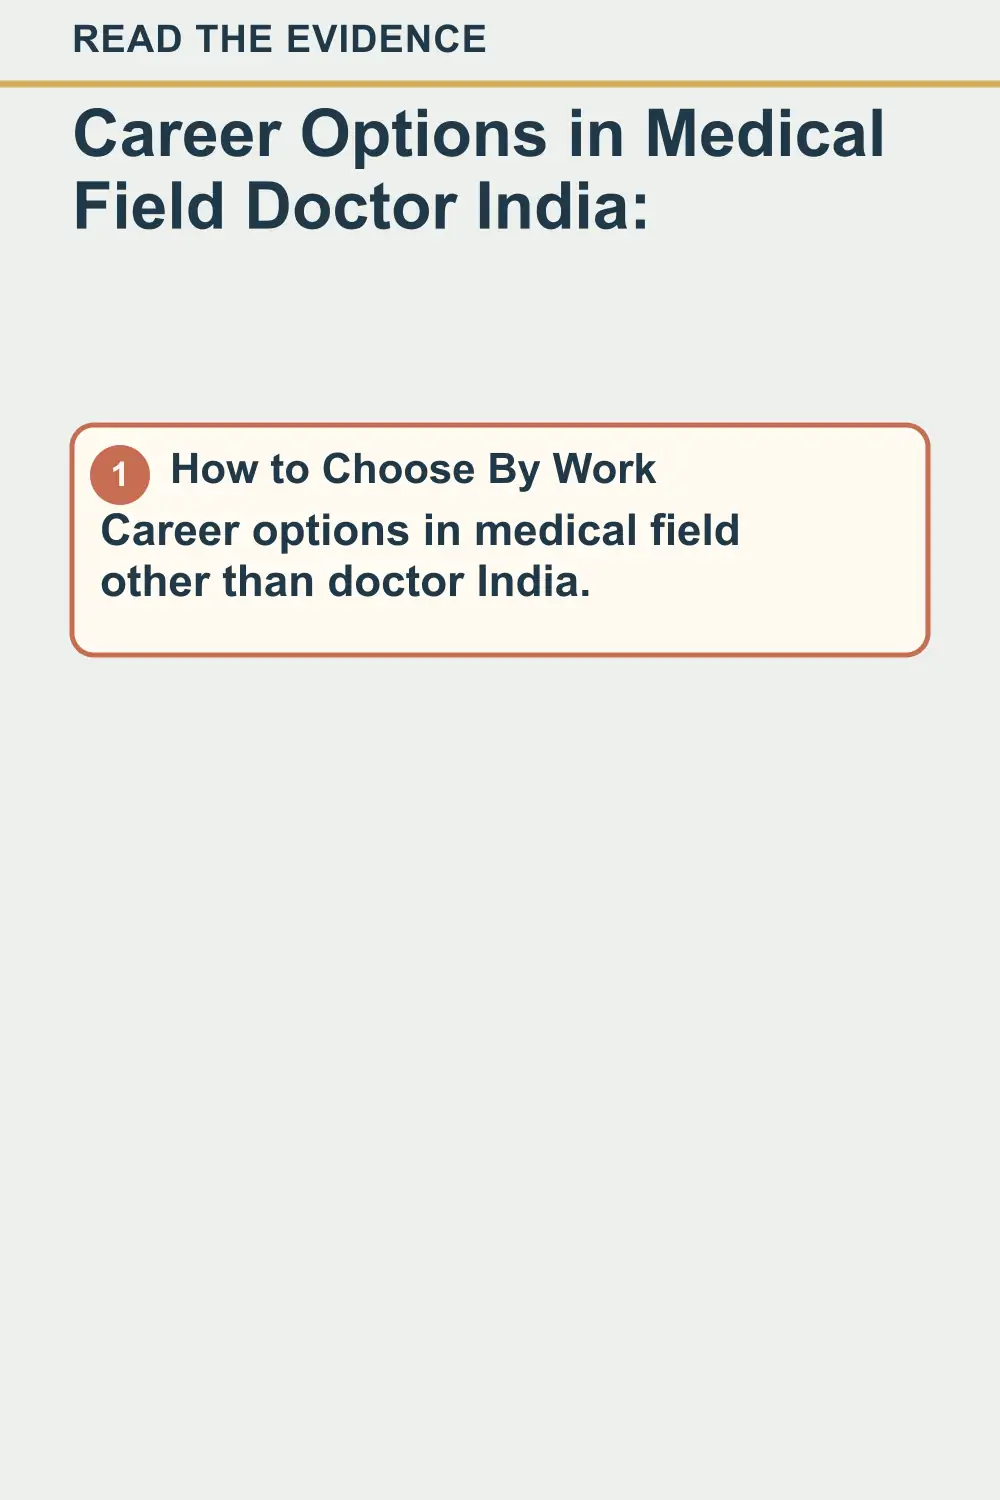 READ THE EVIDENCE
Career Options in Medical
Field Doctor India:
1 How to Choose By Work
Career options in medical field
other than doctor India.